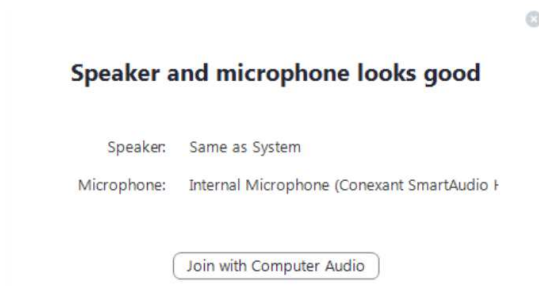 Speaker and microphone looks good
Speaker: Same as System
Microphone: Internal Microphone (Conexant SmartAudio
Join with Computer Audio